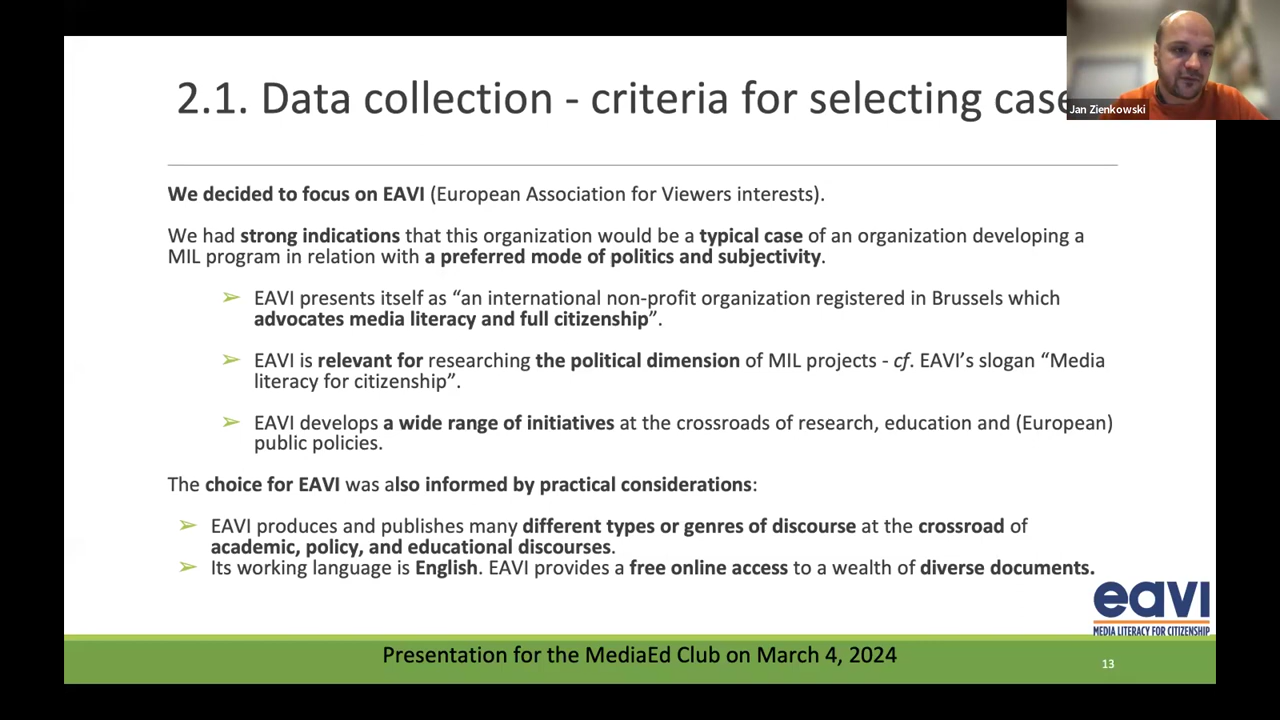 2.1. Data collection - criteria for selecting case
Jan Zienkowski
We decided to focus on EAVI (European Association for Viewers interests).
We had strong indications that this organization would be a typical case of an organization developing a
MIL program in relation with a preferred mode of politics and subjectivity.
➢ EAVI presents itself as “an international non-profit organization registered in Brussels which
advocates media literacy and full citizenship”.
➢ EAVI is relevant for researching the political dimension of MIL projects - cf. EAVI’s slogan “Media
literacy for citizenship”.
➢ EAVI develops a wide range of initiatives at the crossroads of research, education and (European)
public policies.
The choice for EAVI was also informed by practical considerations:
➢ EAVI produces and publishes many different types or genres of discourse at the crossroad of
academic, policy, and educational discourses.
➢ Its working language is English. EAVI provides a free online access to a wealth of diverse documents.
eavi
MEDIA LITERACY FOR CITIZENSHIP
Presentation for the MediaEd Club on March 4, 2024
13